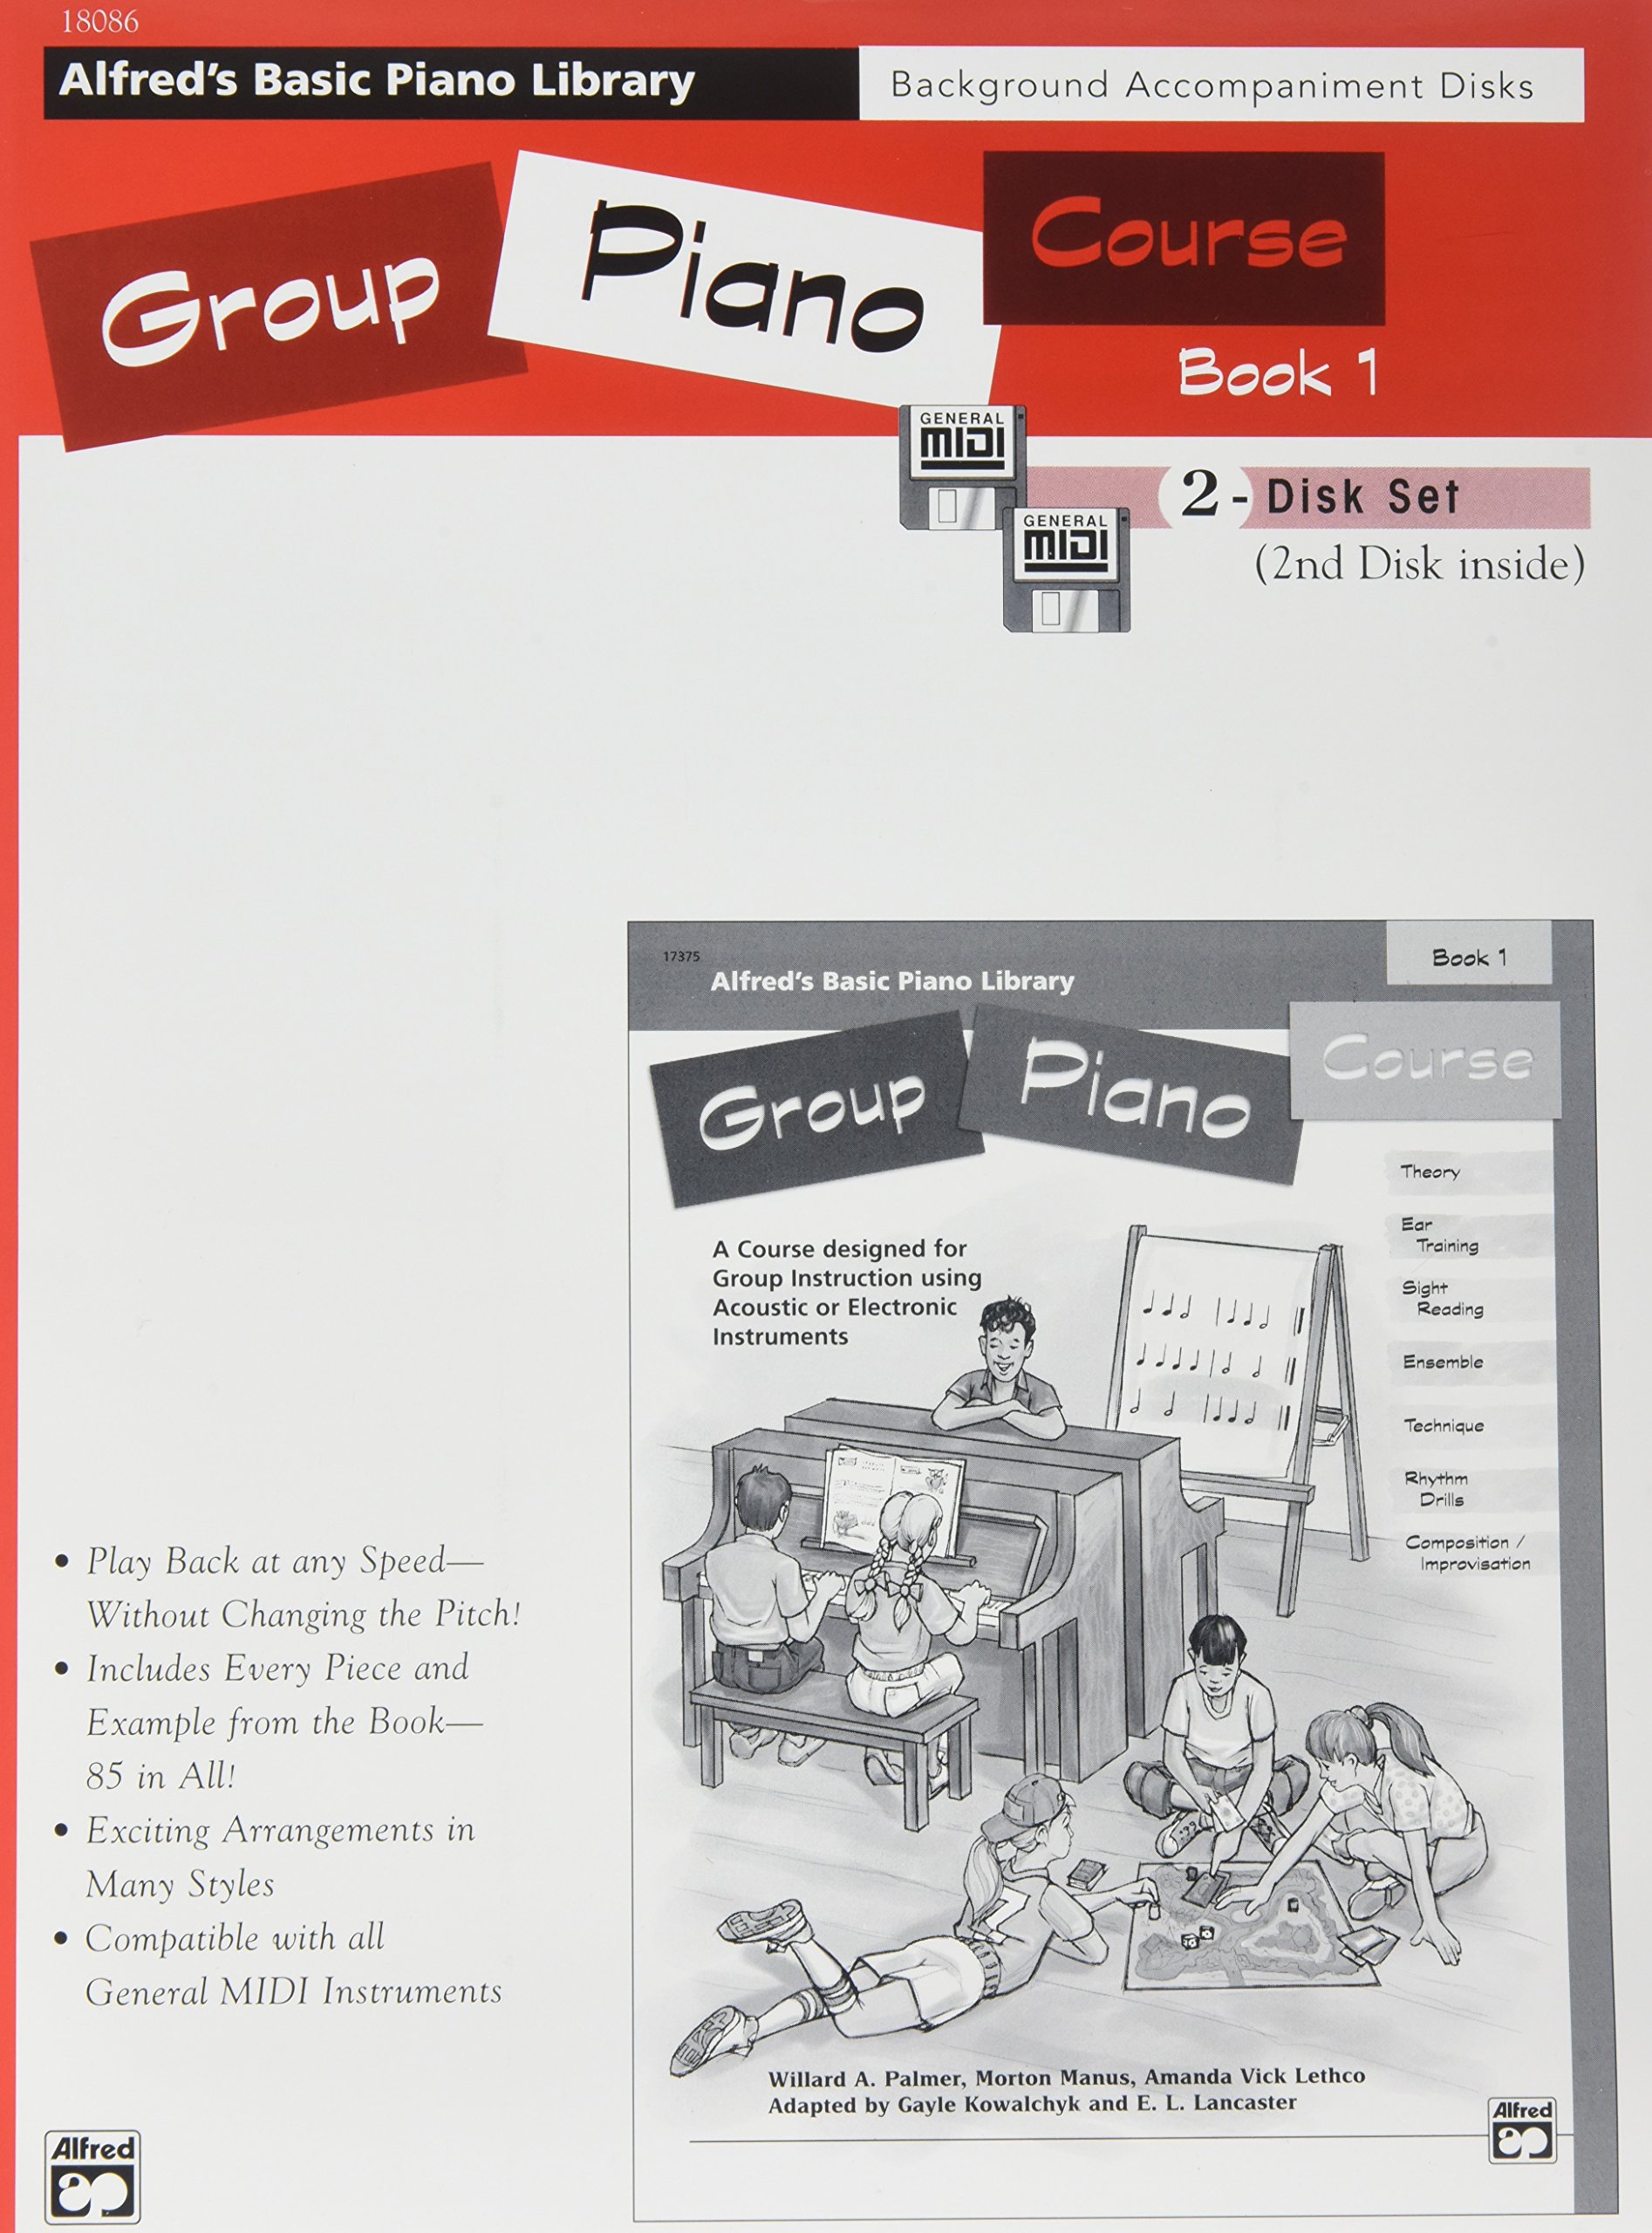 18086
Alfred's Basic Piano Library
Background Accompaniment Disks
Group Piano Course
Book 1
GENERAL
MIDI
GENERAL
MIDI
2- Disk Set
(2nd Disk inside)
17375
Alfred's Basic Piano Library
Book 1
Group Piano Course
A Course designed for
Group Instruction using
Acoustic or Electronic
Instruments
Theory
Ear
Training
Sight
Reading
Ensemble
Technique
Rhythm
Drills
Composition /
Improvisation
• Play Back at any Speed—
Without Changing the Pitch!
• Includes Every Piece and
Example from the Book—
85 in All!
• Exciting Arrangements in
Many Styles
• Compatible with all
General MIDI Instruments
Willard A. Palmer, Morton Manus, Amanda Vick Lethco
Adapted by Gayle Kowalchyk and E. L. Lancaster
Alfred
Alfred